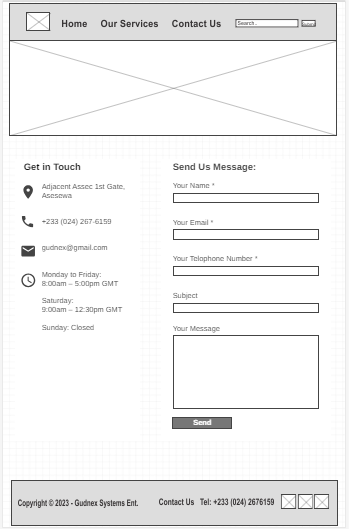 Home Our Services Contact Us Search..
Get in Touch
Adjacent Assec 1st Gate,
Asesewa
+233 (024) 267-6159
gudnex@gmail.com
Monday to Friday:
8:00am – 5:00pm GMT
Saturday:
9:00am – 12:30pm GMT
Sunday: Closed
Send Us Message:
Your Name *
Your Email *
Your Telophone Number *
Subject
Your Message
Send
Copyright © 2023 - Gudnex Systems Ent. Contact Us Tel: +233 (024) 2676159